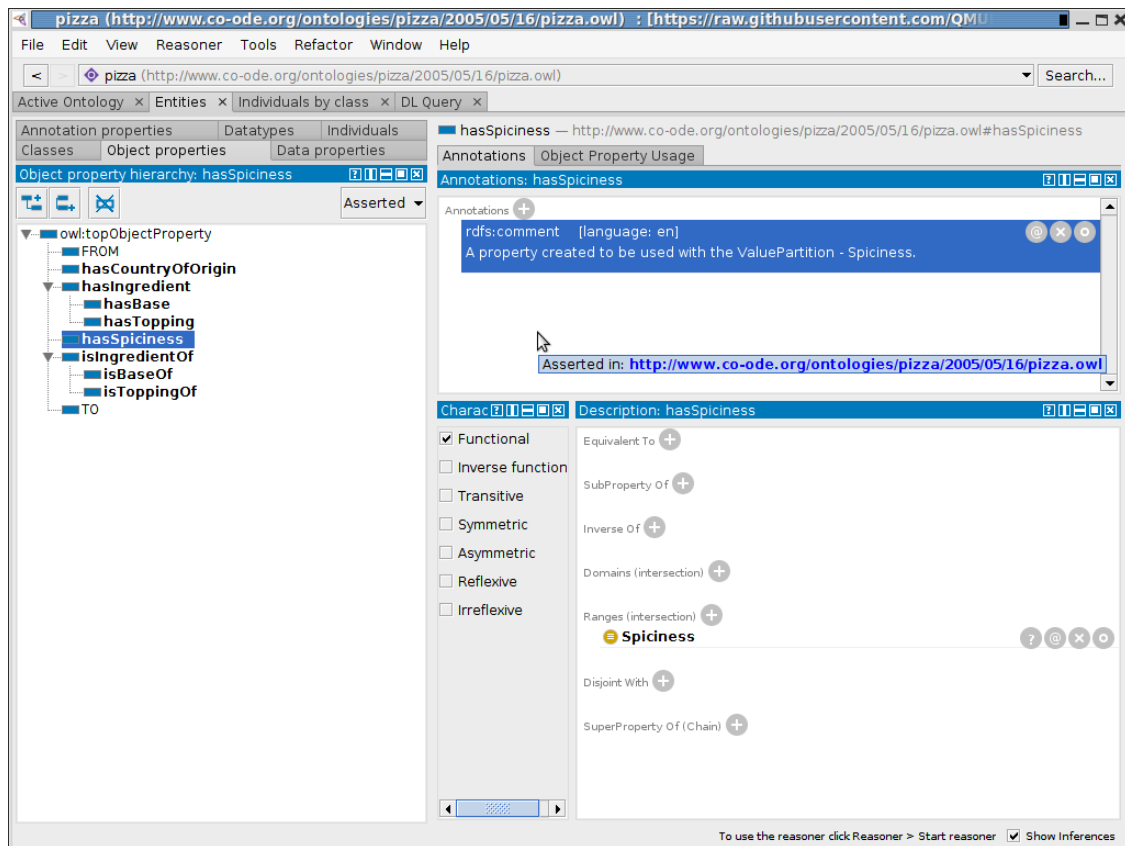 pizza (http://www.co-ode.org/ontologies/pizza/2005/05/16/pizza.owl) : [https://raw.githubusercontent.com/QMU
File Edit View Reasoner Tools Refactor Window Help
< > pizza (http://www.co-ode.org/ontologies/pizza/2005/05/16/pizza.owl) Search...
Active Ontology × Entities × Individuals by class × DL Query ×
Annotation properties Datatypes Individuals
Classes Object properties Data properties
Object property hierarchy: hasSpiciness
Asserted
owl:topObjectProperty
FROM
hasCountryOfOrigin
hasIngredient
hasBase
hasTopping
hasSpiciness
isIngredientOf
isBaseOf
isToppingOf
TO
hasSpiciness — http://www.co-ode.org/ontologies/pizza/2005/05/16/pizza.owl#hasSpiciness
Annotations Object Property Usage
Annotations: hasSpiciness
Annotations
rdfs:comment [language: en]
A property created to be used with the ValuePartition - Spiciness.
Asserted in: http://www.co-ode.org/ontologies/pizza/2005/05/16/pizza.owl
Charac
Functional
Inverse function
Transitive
Symmetric
Asymmetric
Reflexive
Irreflexive
Description: hasSpiciness
Equivalent To
SubProperty Of
Inverse Of
Domains (intersection)
Ranges (intersection)
Spiciness
Disjoint With
SuperProperty Of (Chain)
To use the reasoner click Reasoner > Start reasoner Show Inferences